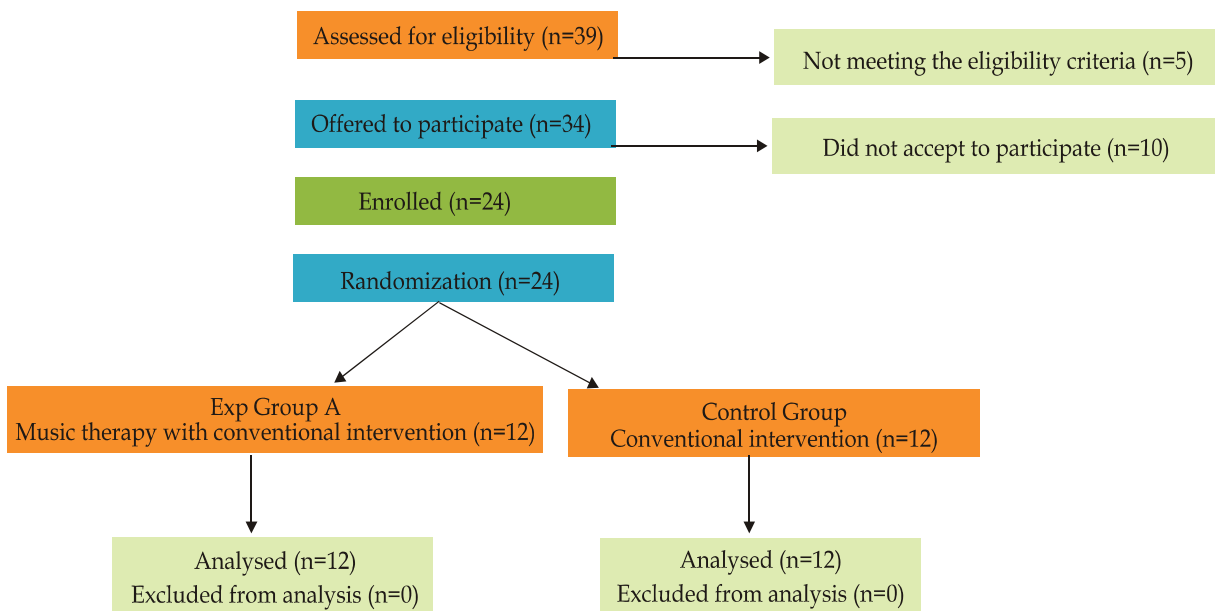 Assessed for eligibility (n=39)
Not meeting the eligibility criteria (n=5)
Offered to participate (n=34)
Did not accept to participate (n=10)
Enrolled (n=24)
Randomization (n=24)
Exp Group A
Music therapy with conventional intervention (n=12)
Control Group
Conventional intervention (n=12)
Analysed (n=12)
Excluded from analysis (n=0)
Analysed (n=12)
Excluded from analysis (n=0)